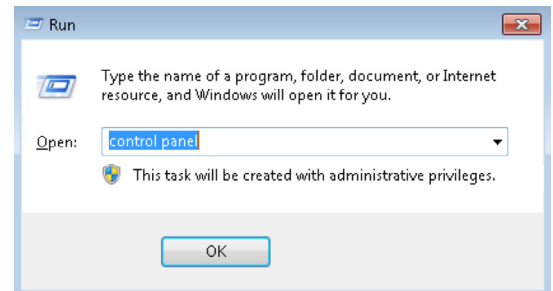 Run
Type the name of a program, folder, document, or Internet
resource, and Windows will open it for you.
Open: control panel
This task will be created with administrative privileges.
OK